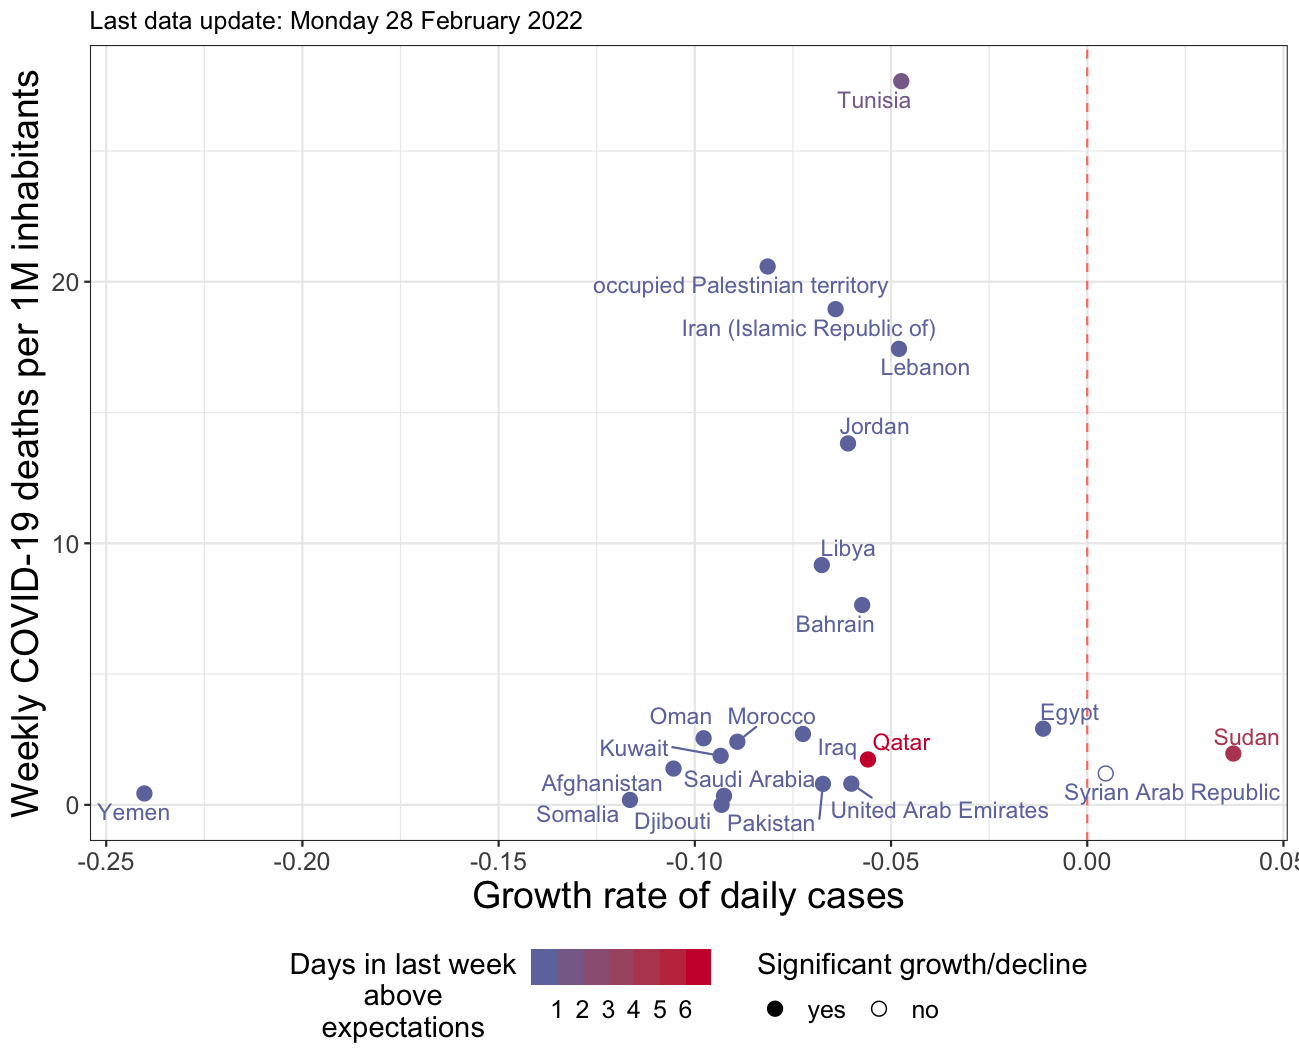 Last data update: Monday 28 February 2022
Weekly COVID-19 deaths per 1M inhabitants
20
10
0
Tunisia
occupied Palestinian territory
Iran (Islamic Republic of)
Lebanon
Jordan
Libya
Bahrain
Oman
Morocco
Egypt
Kuwait
Iraq
Qatar
Sudan
Afghanistan
Saudi Arabia
Syrian Arab Republic
Yemen
Somalia
Djibouti
Pakistan
United Arab Emirates
-0.25 -0.20 -0.15 -0.10 -0.05 0.00 0.05
Growth rate of daily cases
Days in last week
above
expectations
1 2 3 4 5 6
Significant growth/decline
yes no